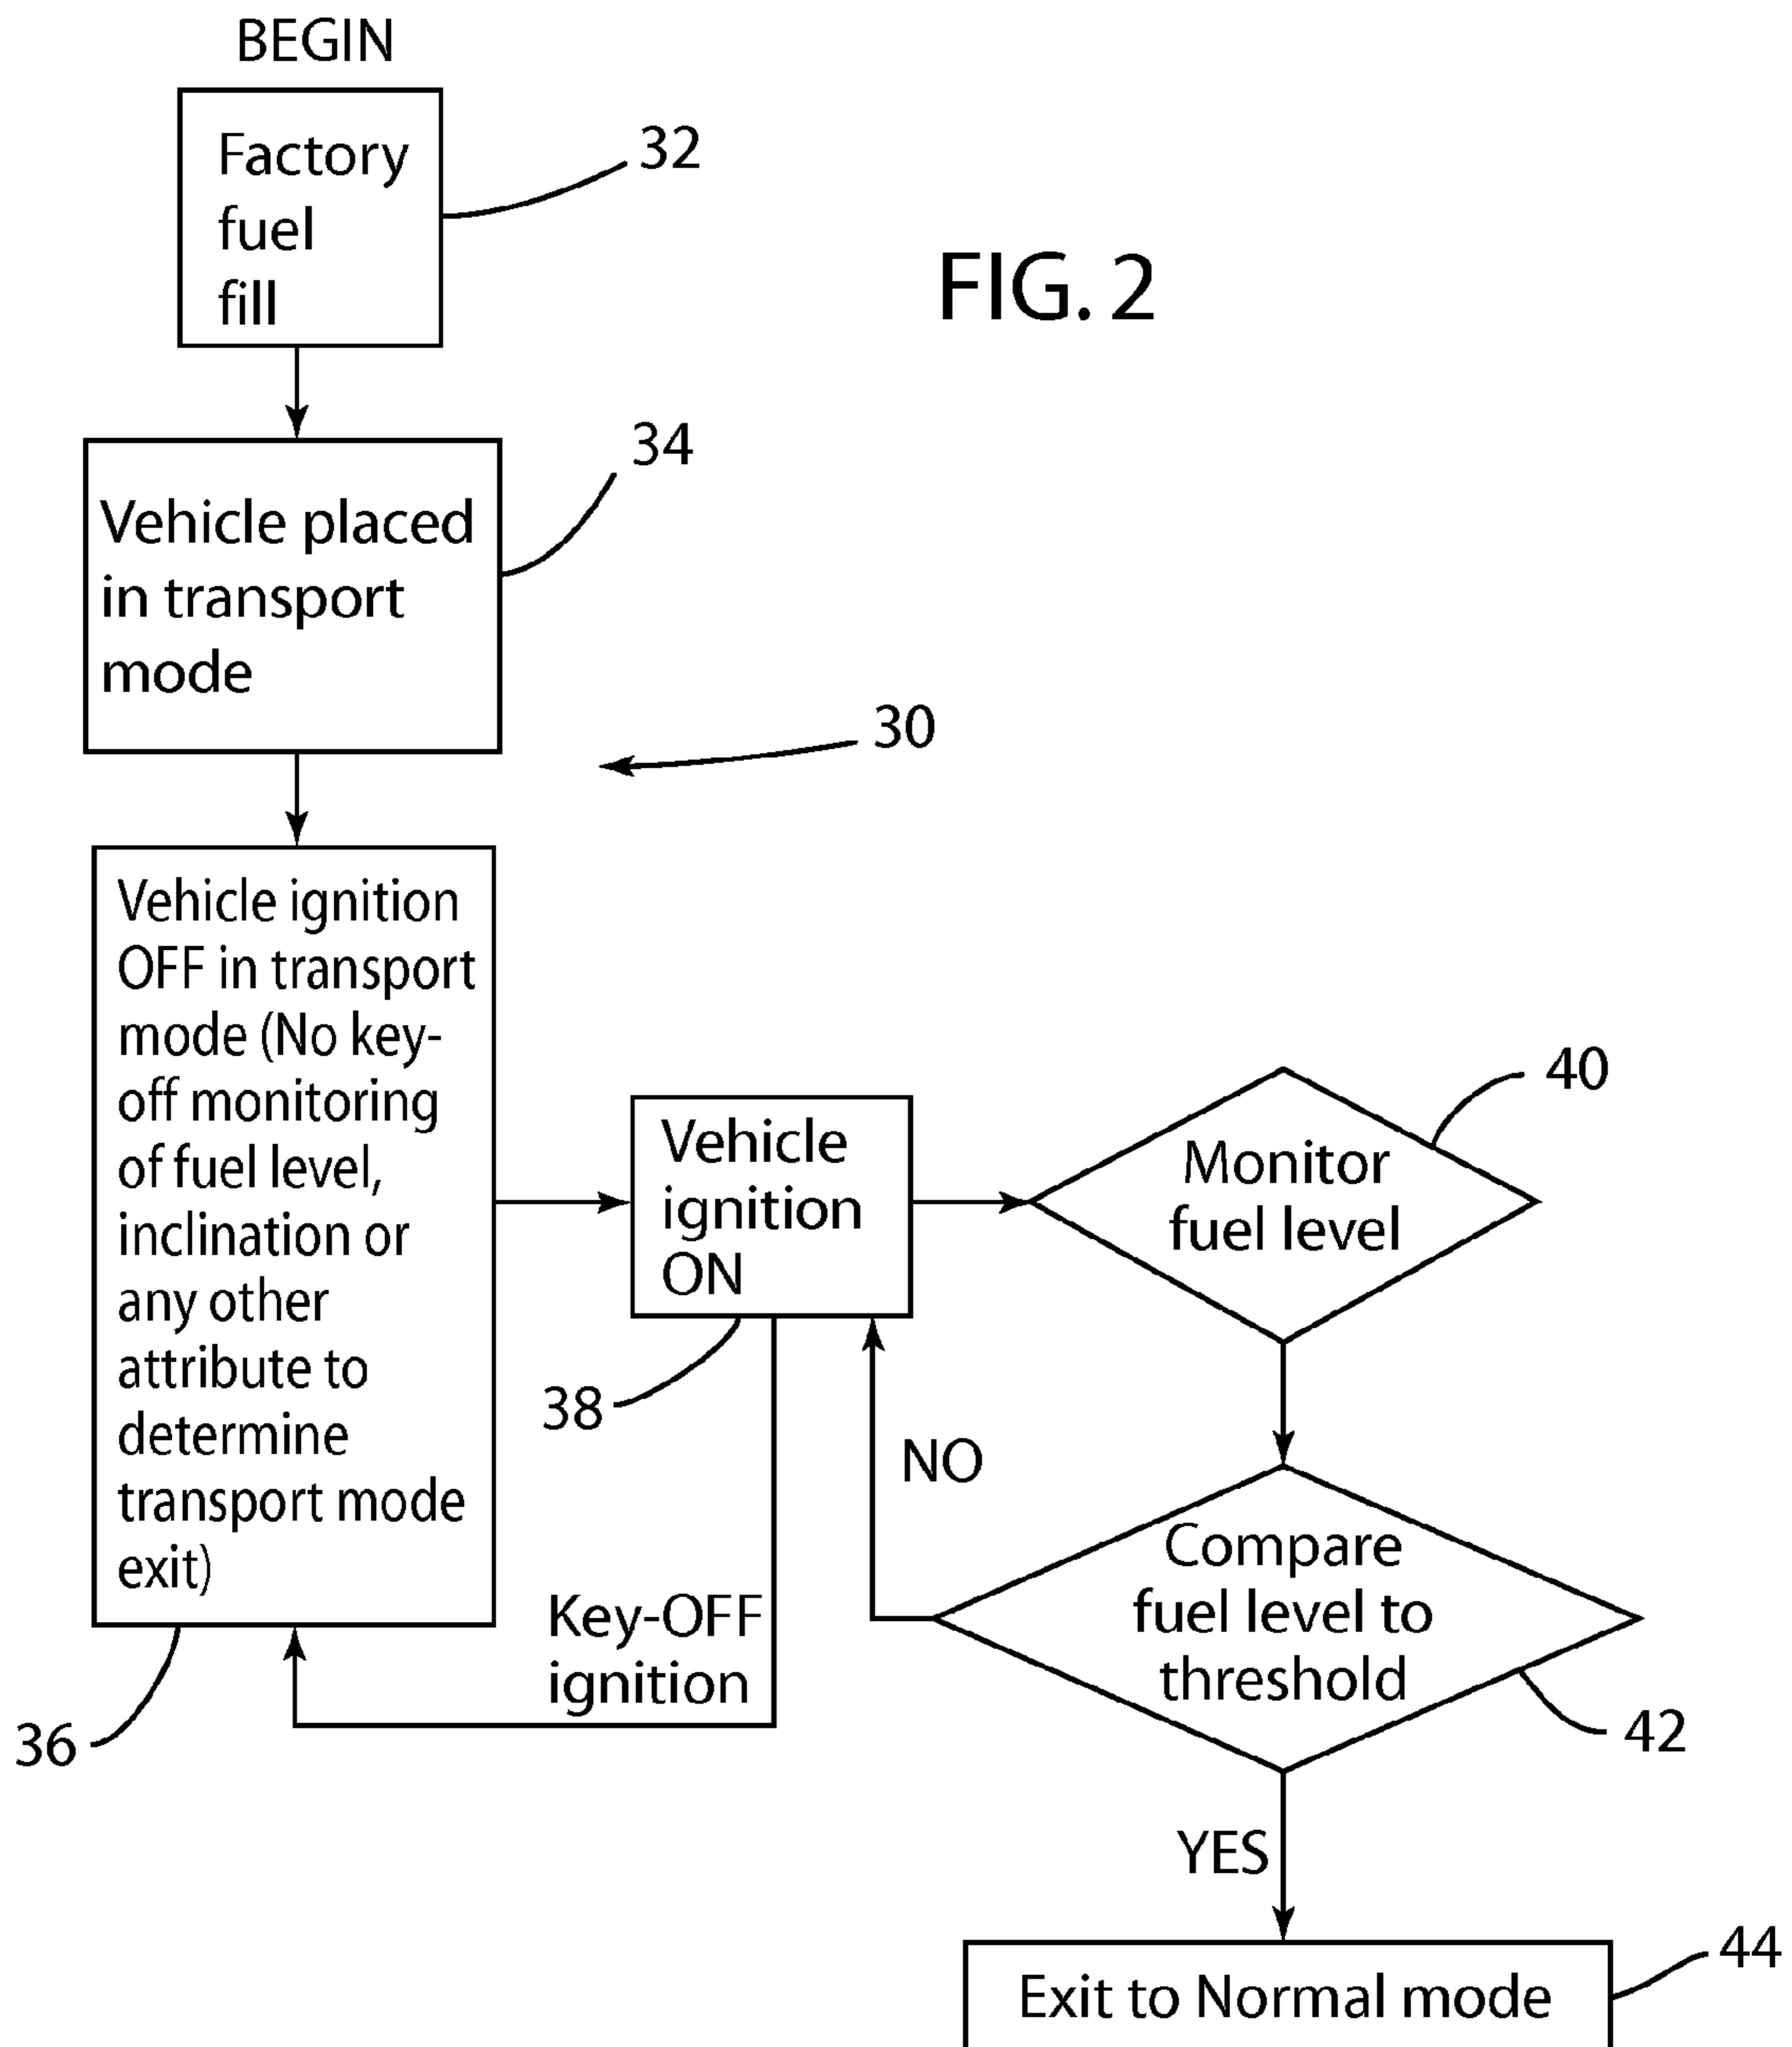 BEGIN
Factory
fuel
fill
32
FIG. 2
Vehicle placed
in transport
mode
34
30
Vehicle ignition
OFF in transport
mode (No key-
off monitoring
of fuel level,
inclination or
any other
attribute to
determine
transport mode
exit)
36
Vehicle
ignition
ON
38
Monitor
fuel level
40
NO
Key-OFF
ignition
Compare
fuel level to
threshold
42
YES
Exit to Normal mode
44